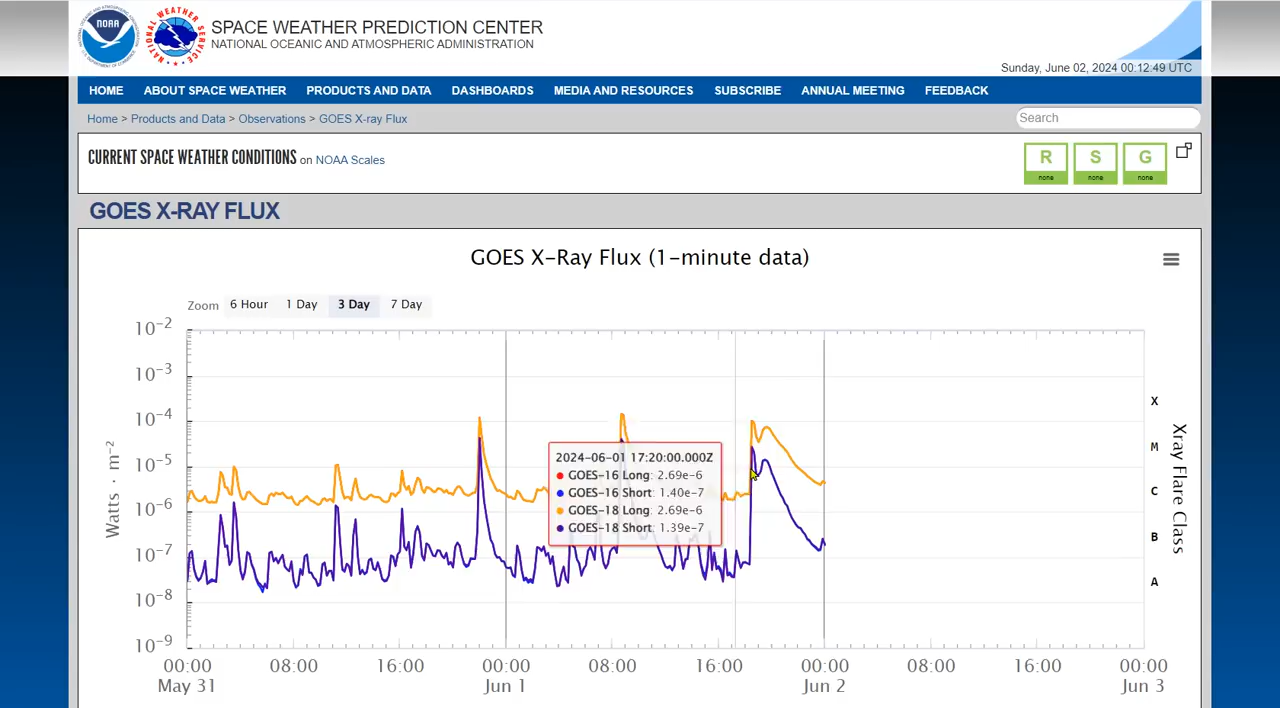 NOAA
NATIONAL WEATHER SERVICE
SPACE WEATHER PREDICTION CENTER
NATIONAL OCEANIC AND ATMOSPHERIC ADMINISTRATION
Sunday, June 02, 2024 00:12:49 UTC
HOME ABOUT SPACE WEATHER PRODUCTS AND DATA DASHBOARDS MEDIA AND RESOURCES SUBSCRIBE ANNUAL MEETING FEEDBACK
Home > Products and Data > Observations > GOES X-ray Flux
Search
CURRENT SPACE WEATHER CONDITIONS on NOAA Scales
R S G
none none none
GOES X-RAY FLUX
GOES X-Ray Flux (1-minute data)
Zoom 6 Hour 1 Day 3 Day 7 Day
10⁻²
10⁻³
10⁻⁴
10⁻⁵
10⁻⁶
10⁻⁷
10⁻⁸
10⁻⁹
Watts · m⁻²
2024-06-01 17:20:00.000Z
GOES-16 Long: 2.69e-6
GOES-16 Short: 1.40e-7
GOES-18 Long: 2.69e-6
GOES-18 Short: 1.39e-7
X
M
C
B
A
Xray Flare Class
00:00 08:00 16:00 00:00 08:00 16:00 00:00 08:00 16:00 00:00
May 31 Jun 1 Jun 2 Jun 3